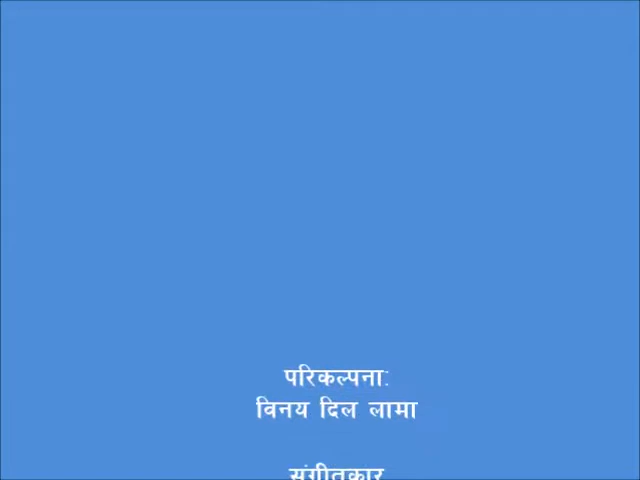 परिकल्पना:
विनय दिल लामा
संगीतकार